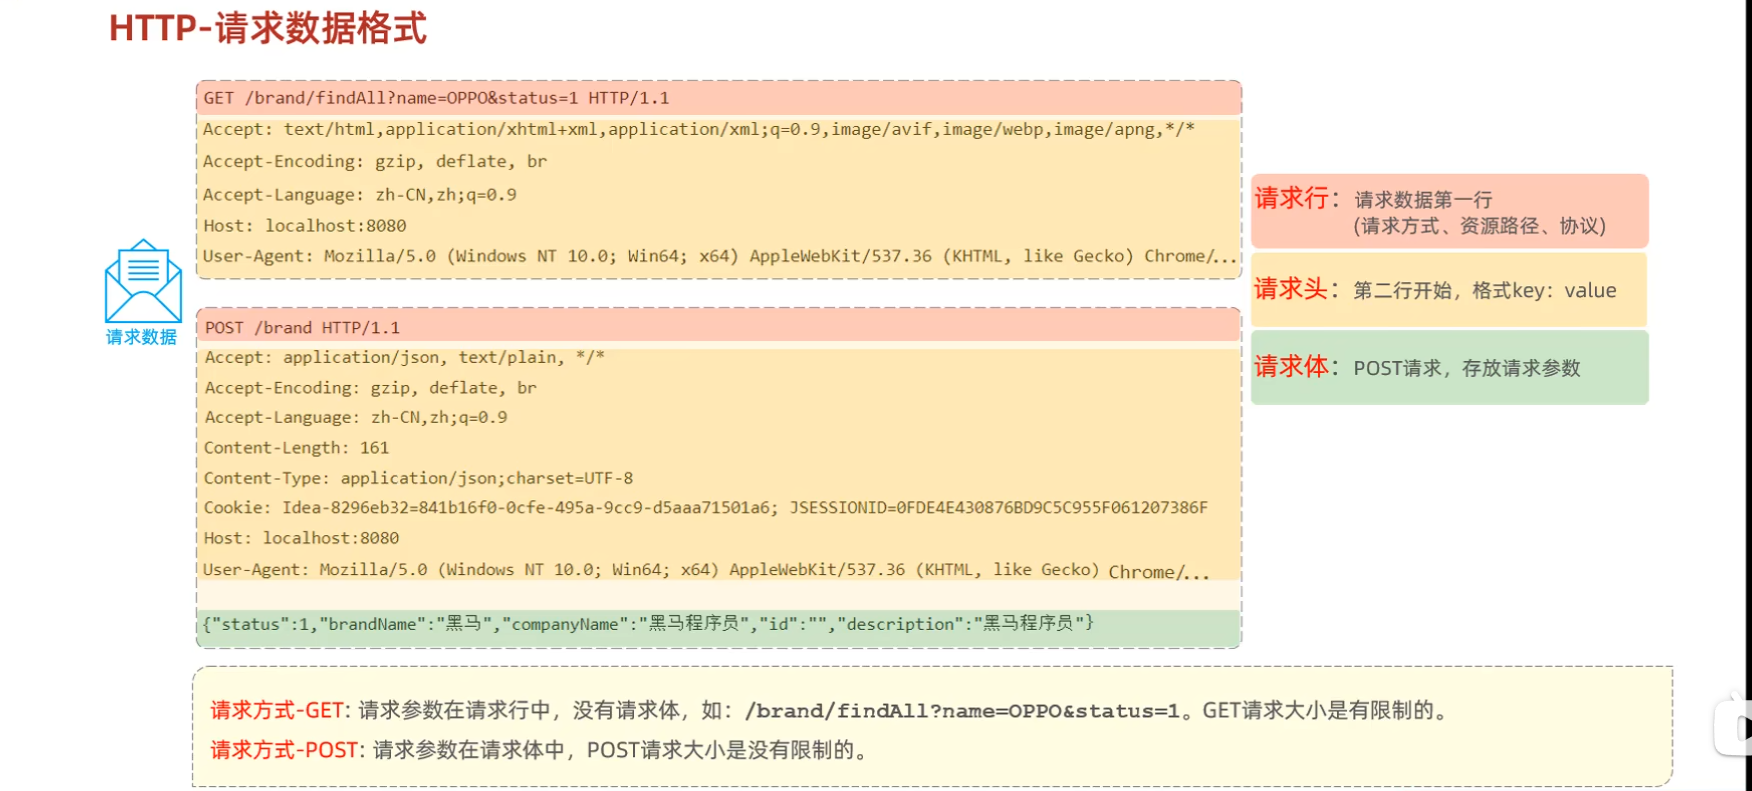 HTTP-请求数据格式
GET /brand/findAll?name=OPPO&status=1 HTTP/1.1
Accept: text/html,application/xhtml+xml,application/xml;q=0.9,image/avif,image/webp,image/apng,*/*
Accept-Encoding: gzip, deflate, br
Accept-Language: zh-CN,zh;q=0.9
Host: localhost:8080
User-Agent: Mozilla/5.0 (Windows NT 10.0; Win64; x64) AppleWebKit/537.36 (KHTML, like Gecko) Chrome/...
请求行：请求数据第一行
(请求方式、资源路径、协议)
请求头：第二行开始，格式key：value
请求体：POST请求，存放请求参数
请求数据
POST /brand HTTP/1.1
Accept: application/json, text/plain, */*
Accept-Encoding: gzip, deflate, br
Accept-Language: zh-CN,zh;q=0.9
Content-Length: 161
Content-Type: application/json;charset=UTF-8
Cookie: Idea-8296eb32=841b16f0-0cfe-495a-9cc9-d5aaa71501a6; JSESSIONID=0FDE4E430876BD9C5C955F061207386F
Host: localhost:8080
User-Agent: Mozilla/5.0 (Windows NT 10.0; Win64; x64) AppleWebKit/537.36 (KHTML, like Gecko) Chrome/...
{"status":1,"brandName":"黑马","companyName":"黑马程序员","id":"","description":"黑马程序员"}
请求方式-GET：请求参数在请求行中，没有请求体，如：/brand/findAll?name=OPPO&status=1。GET请求大小是有限制的。
请求方式-POST：请求参数在请求体中，POST请求大小是没有限制的。